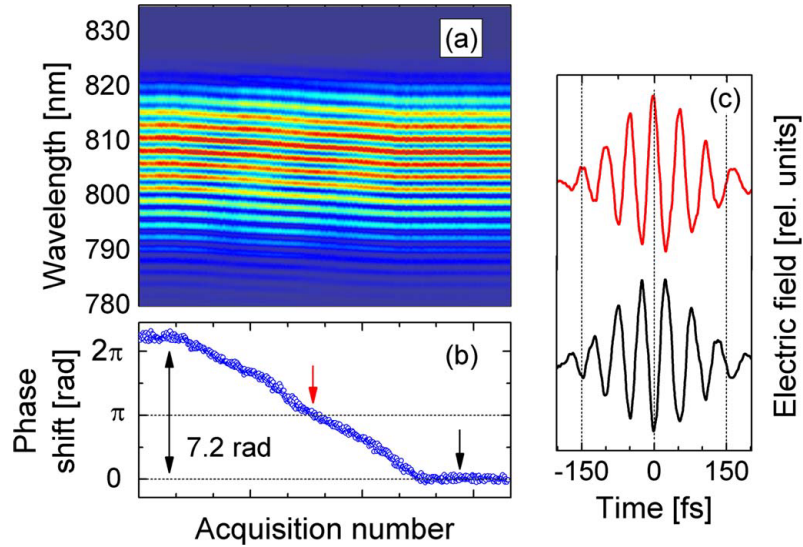 (a)
Wavelength [nm]
830
820
810
800
790
780
(b)
Phase
shift [rad]
2π
π
0
7.2 rad
Acquisition number
(c)
Electric field [rel. units]
-150 0 150
Time [fs]